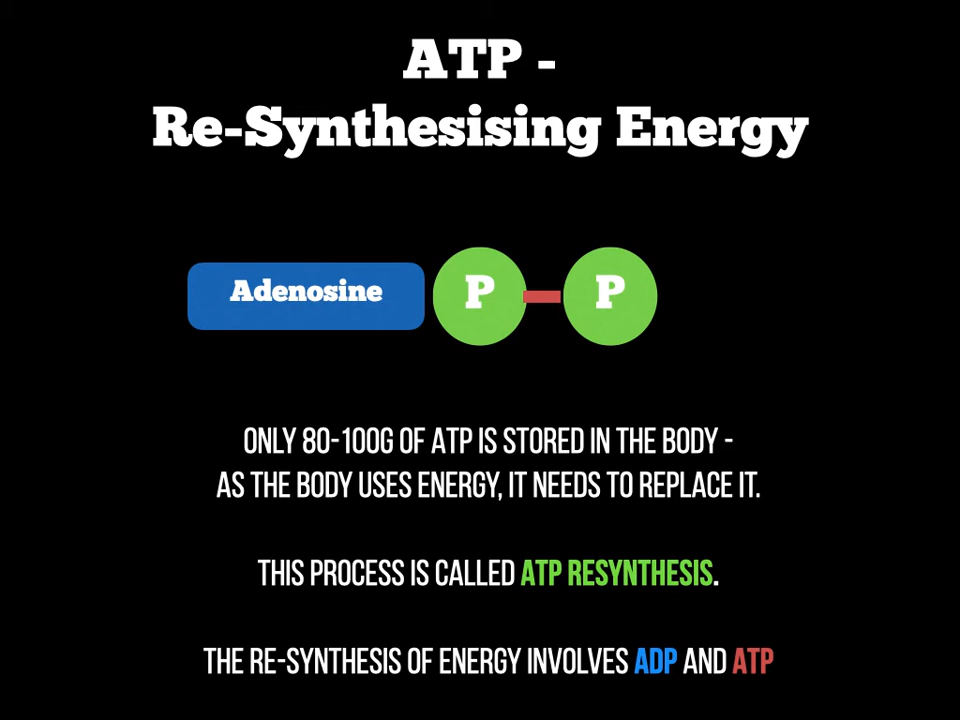 ATP -
Re-Synthesising Energy
Adenosine P P
ONLY 80-100G OF ATP IS STORED IN THE BODY -
AS THE BODY USES ENERGY, IT NEEDS TO REPLACE IT.
THIS PROCESS IS CALLED ATP RESYNTHESIS.
THE RE-SYNTHESIS OF ENERGY INVOLVES ADP AND ATP